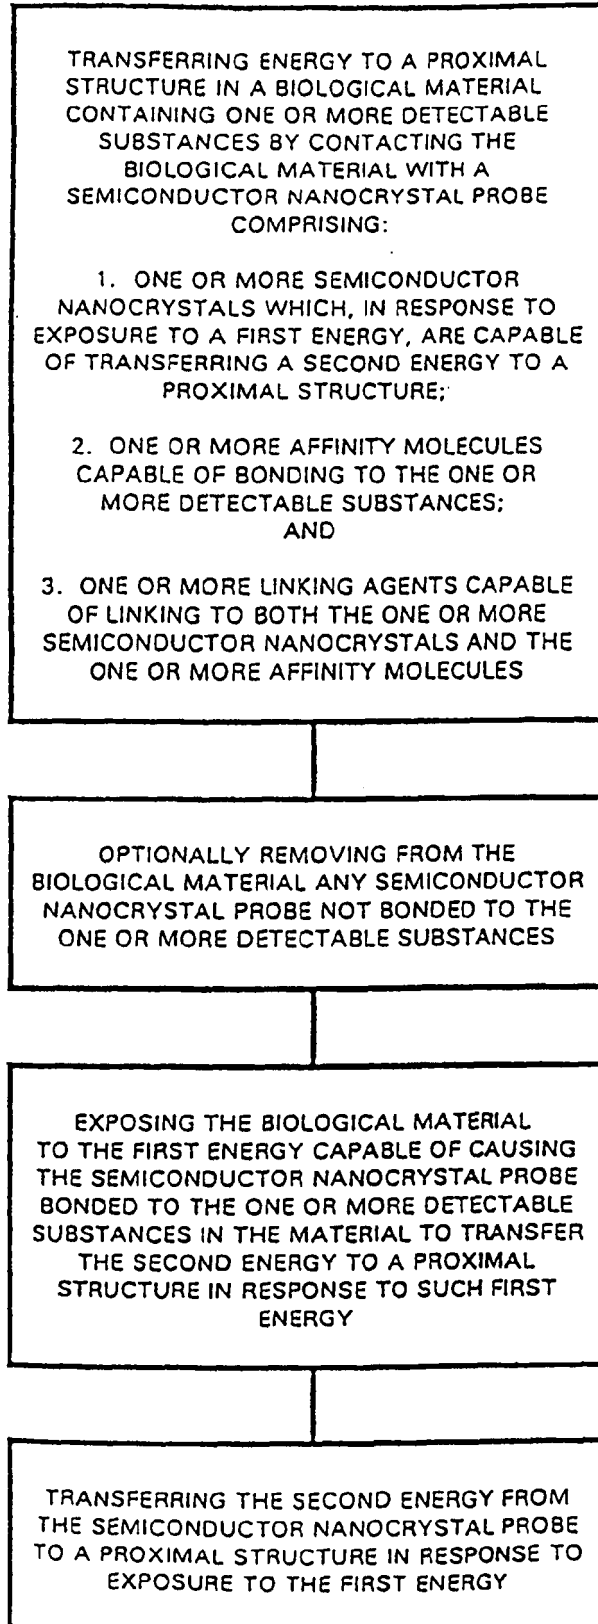 TRANSFERRING ENERGY TO A PROXIMAL
STRUCTURE IN A BIOLOGICAL MATERIAL
CONTAINING ONE OR MORE DETECTABLE
SUBSTANCES BY CONTACTING THE
BIOLOGICAL MATERIAL WITH A
SEMICONDUCTOR NANOCRYSTAL PROBE
COMPRISING:
1. ONE OR MORE SEMICONDUCTOR
NANOCRYSTALS WHICH, IN RESPONSE TO
EXPOSURE TO A FIRST ENERGY, ARE CAPABLE
OF TRANSFERRING A SECOND ENERGY TO A
PROXIMAL STRUCTURE;
2. ONE OR MORE AFFINITY MOLECULES
CAPABLE OF BONDING TO THE ONE OR
MORE DETECTABLE SUBSTANCES;
AND
3. ONE OR MORE LINKING AGENTS CAPABLE
OF LINKING TO BOTH THE ONE OR MORE
SEMICONDUCTOR NANOCRYSTALS AND THE
ONE OR MORE AFFINITY MOLECULES
OPTIONALLY REMOVING FROM THE
BIOLOGICAL MATERIAL ANY SEMICONDUCTOR
NANOCRYSTAL PROBE NOT BONDED TO THE
ONE OR MORE DETECTABLE SUBSTANCES
EXPOSING THE BIOLOGICAL MATERIAL
TO THE FIRST ENERGY CAPABLE OF CAUSING
THE SEMICONDUCTOR NANOCRYSTAL PROBE
BONDED TO THE ONE OR MORE DETECTABLE
SUBSTANCES IN THE MATERIAL TO TRANSFER
THE SECOND ENERGY TO A PROXIMAL
STRUCTURE IN RESPONSE TO SUCH FIRST
ENERGY
TRANSFERRING THE SECOND ENERGY FROM
THE SEMICONDUCTOR NANOCRYSTAL PROBE
TO A PROXIMAL STRUCTURE IN RESPONSE TO
EXPOSURE TO THE FIRST ENERGY